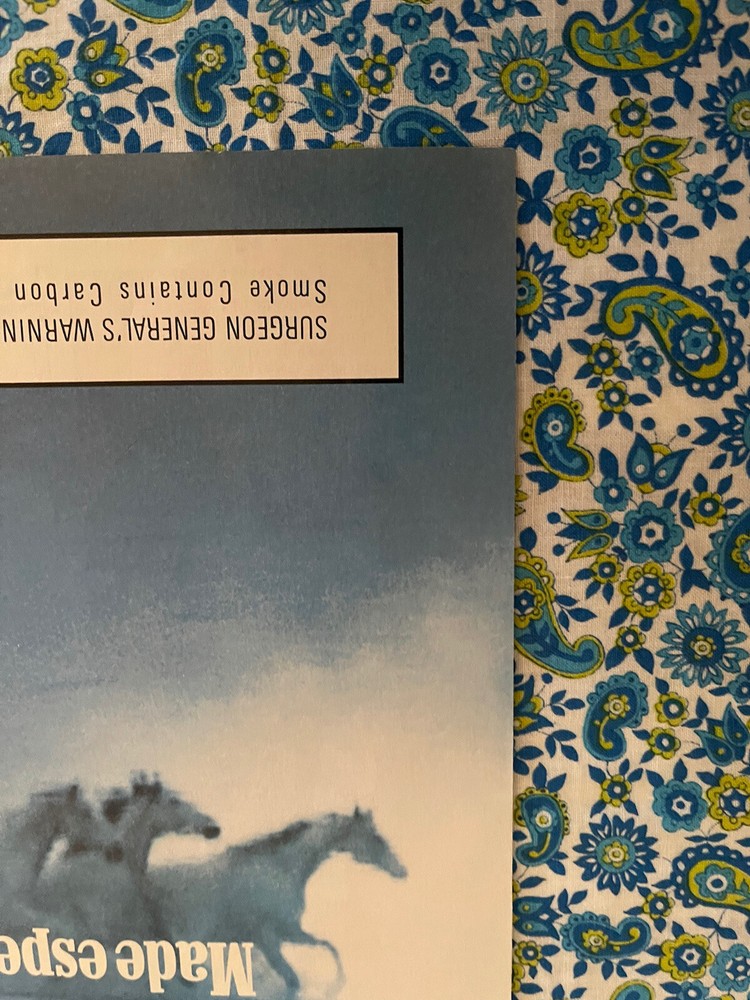 SURGEON GENERAL'S WARNIN
Smoke Contains Carbon
Made espe